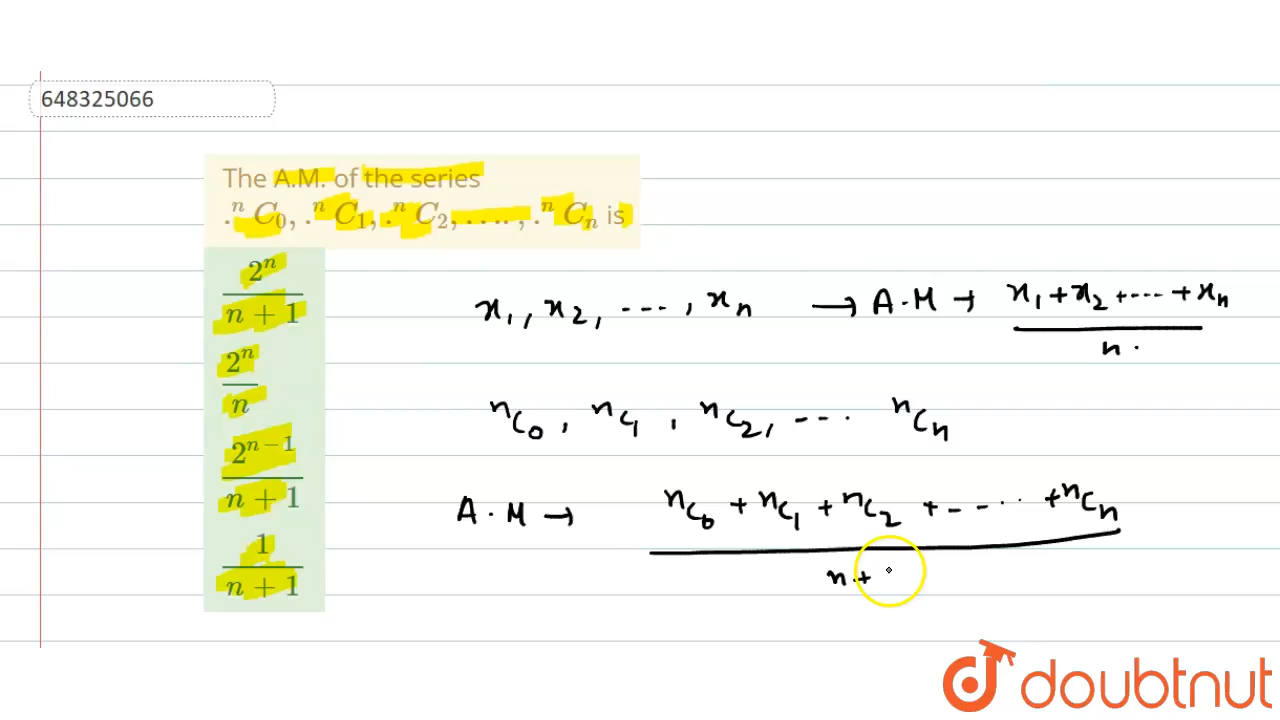 648325066
The A.M. of the series
.ⁿC₀, .ⁿC₁, .ⁿC₂, ...., .ⁿCₙ is
2ⁿ / n + 1
2ⁿ / n
2ⁿ⁻¹ / n + 1
1 / n + 1
x₁, x₂, ---, xₙ → A.M → x₁ + x₂ + ---- + xₙ / n.
ⁿC₀, ⁿC₁, ⁿC₂, --- . ⁿCₙ
A.M → ⁿC₀ + ⁿC₁ + ⁿC₂ + -- .... + ⁿCₙ / n +
doubtnut